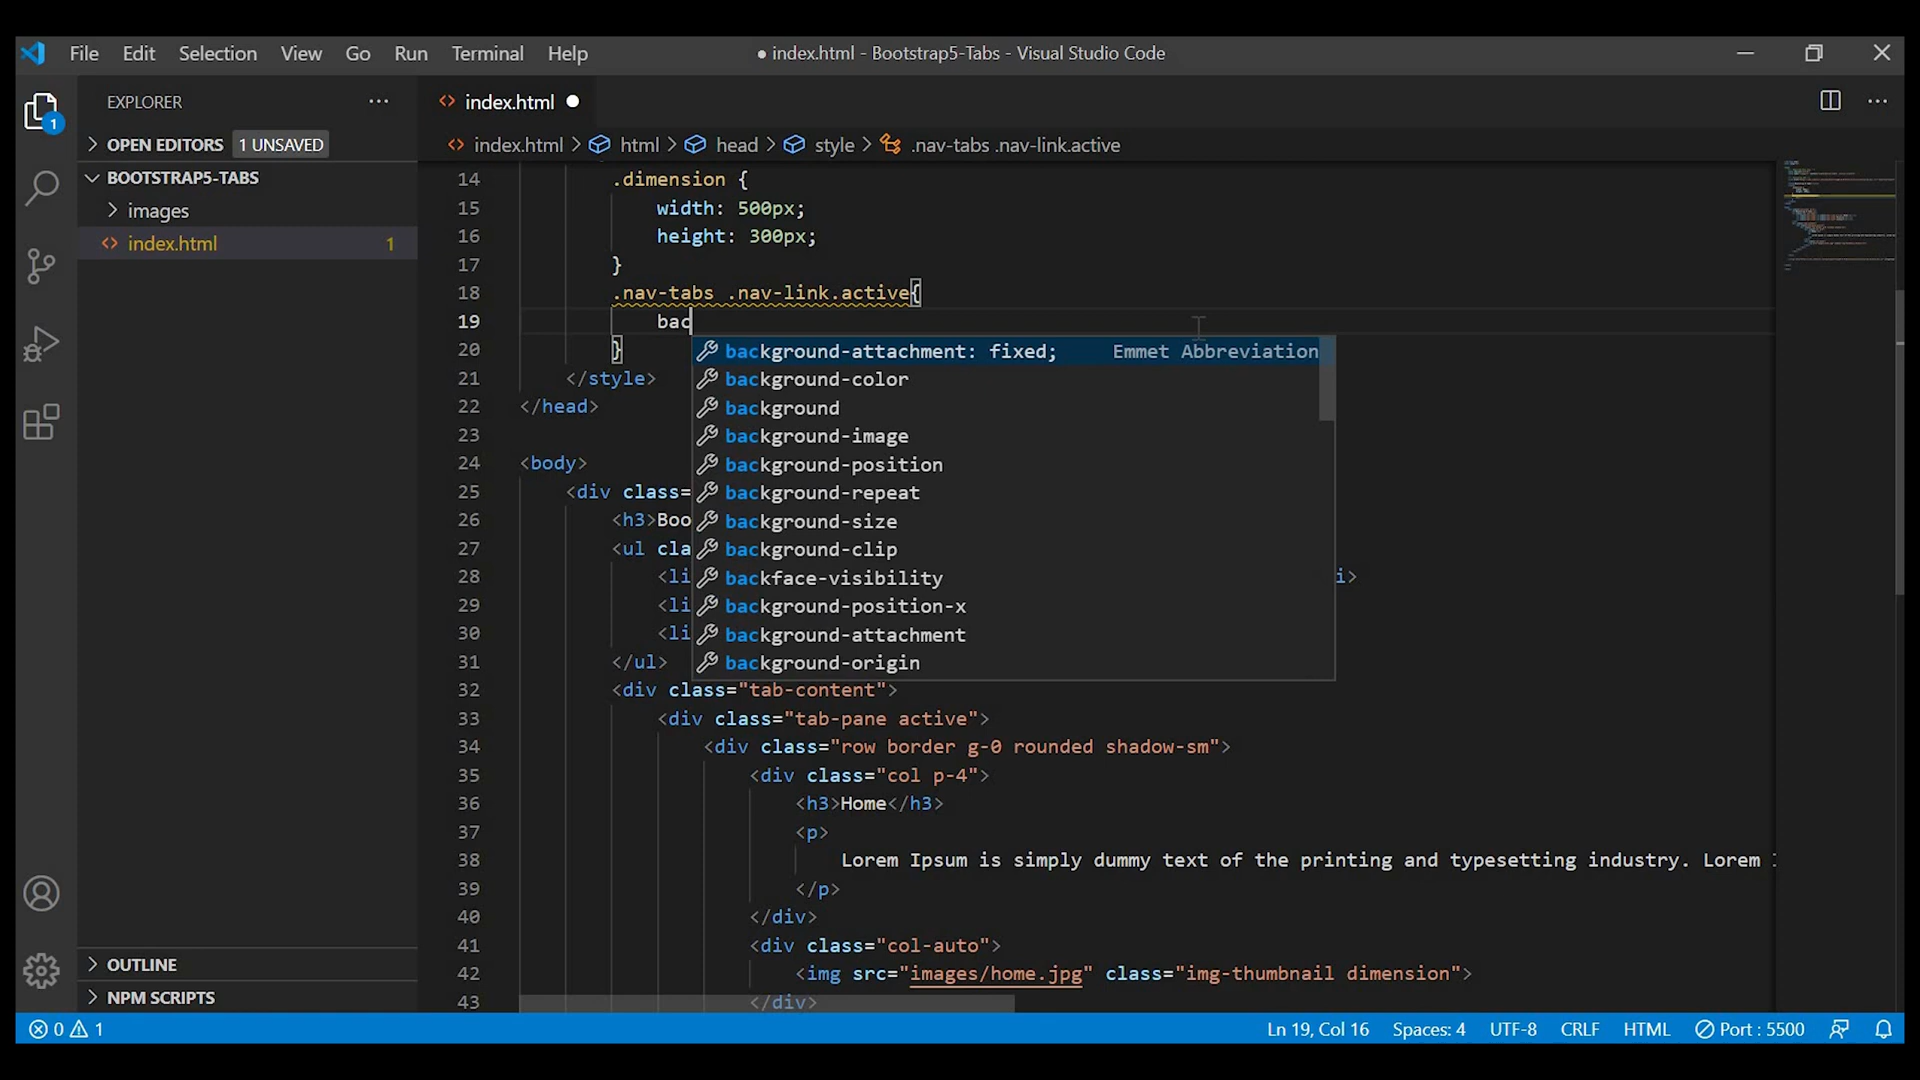 File Edit Selection View Go Run Terminal Help
● index.html - Bootstrap5-Tabs - Visual Studio Code
EXPLORER
1
OPEN EDITORS 1 UNSAVED
BOOTSTRAP5-TABS
images
index.html 1
OUTLINE
NPM SCRIPTS
index.html
index.html > html > head > style > .nav-tabs .nav-link.active
14 .dimension {
15 width: 500px;
16 height: 300px;
17 }
18 .nav-tabs .nav-link.active{
19 bac
20 }
21 </style>
22 </head>
23
24 <body>
25 <div class=
26 <h3>Boo
27 <ul cla
28 <li i>
29 <li
30 <li
31 </ul>
background-attachment: fixed; Emmet Abbreviation
background-color
background
background-image
background-position
background-repeat
background-size
background-clip
backface-visibility
background-position-x
background-attachment
background-origin
32 <div class="tab-content">
33 <div class="tab-pane active">
34 <div class="row border g-0 rounded shadow-sm">
35 <div class="col p-4">
36 <h3>Home</h3>
37 <p>
38 Lorem Ipsum is simply dummy text of the printing and typesetting industry. Lorem
39 </p>
40 </div>
41 <div class="col-auto">
42 <img src="images/home.jpg" class="img-thumbnail dimension">
43 </div>
0 1 Ln 19, Col 16 Spaces: 4 UTF-8 CRLF HTML Port : 5500